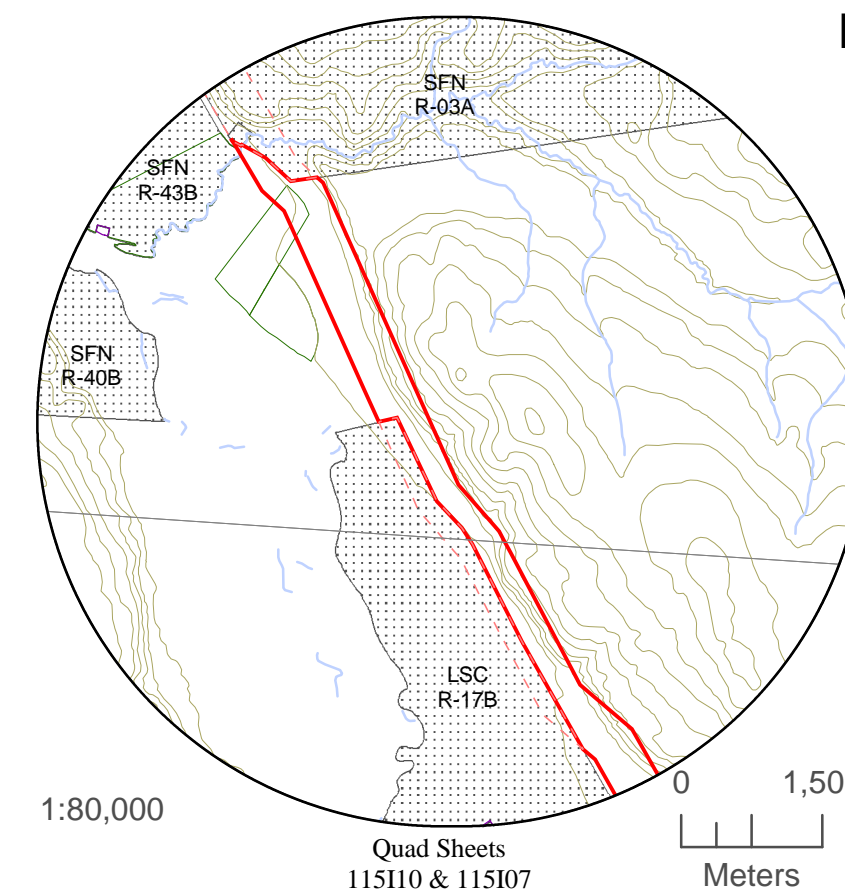 SFN
R-03A
SFN
R-43B
SFN
R-40B
LSC
R-17B
1:80,000
0 1,50
Meters
Quad Sheets
115I10 & 115I07